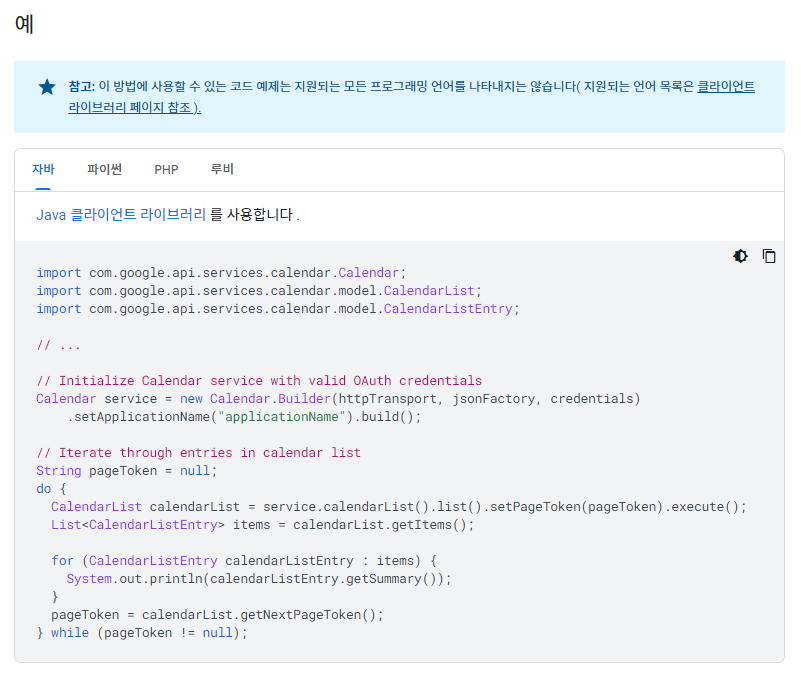 예
참고: 이 방법에 사용할 수 있는 코드 예제는 지원되는 모든 프로그래밍 언어를 나타내지는 않습니다( 지원되는 언어 목록은 클라이언트
라이브러리 페이지 참조 ).
자바 파이썬 PHP 루비
Java 클라이언트 라이브러리 를 사용합니다 .
import com.google.api.services.calendar.Calendar;
import com.google.api.services.calendar.model.CalendarList;
import com.google.api.services.calendar.model.CalendarListEntry;
// ...
// Initialize Calendar service with valid OAuth credentials
Calendar service = new Calendar.Builder(httpTransport, jsonFactory, credentials)
    .setApplicationName("applicationName").build();
// Iterate through entries in calendar list
String pageToken = null;
do {
  CalendarList calendarList = service.calendarList().list().setPageToken(pageToken).execute();
  List<CalendarListEntry> items = calendarList.getItems();
  for (CalendarListEntry calendarListEntry : items) {
    System.out.println(calendarListEntry.getSummary());
  }
  pageToken = calendarList.getNextPageToken();
} while (pageToken != null);